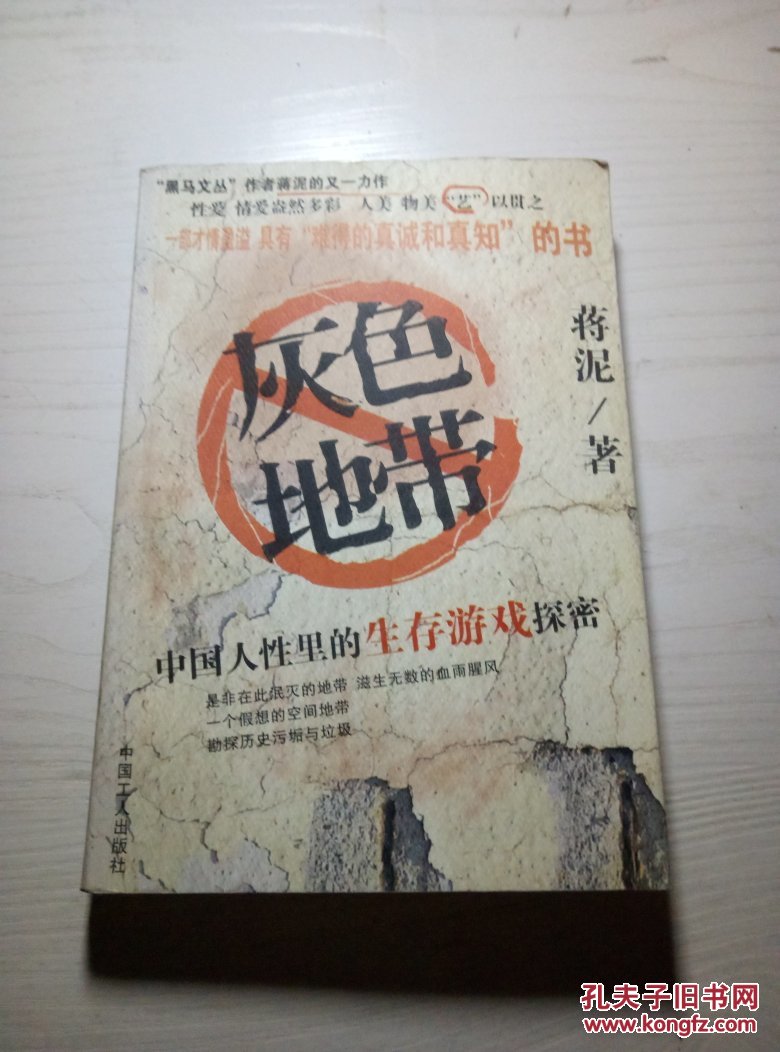 “黑马文丛”作者蒋泥的又一力作
性爱 情爱盎然多彩 人美 物美 “艺”以贯之
一部才情量溢 具有“难得的真诚和真知”的书
灰色
地带
蒋泥/著
中国人性里的生存游戏探密
是非在此泯灭的地带 滋生无数的血雨腥风
一个假想的空间地带
勘探历史污垢与垃圾
中国工人出版社
孔夫子旧书网
www.kongfz.com